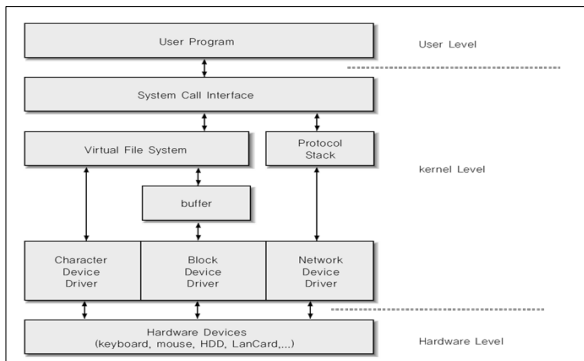 User Program
User Level
System Call Interface
Virtual File System
Protocol
Stack
kernel Level
buffer
Character
Device
Driver
Block
Device
Driver
Network
Device
Driver
Hardware Devices
(keyboard, mouse, HDD, LanCard,...)
Hardware Level